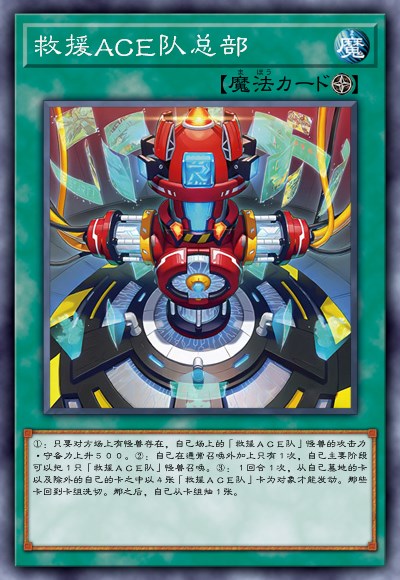 救援ACE队总部
魔
【魔法カード】
まほう
①：只要对方场上有怪兽存在，自己场上的「救援ACE队」怪兽的攻击力
・守备力上升５００。②：自己在通常召唤外加上只有１次，自己主要阶段
可以把１只「救援ACE队」怪兽召唤。③：１回合１次，从自己墓地的卡
以及除外的自己的卡之中以４张「救援ACE队」卡为对象才能发动。那些
卡回到卡组洗切。那之后，自己从卡组抽１张。